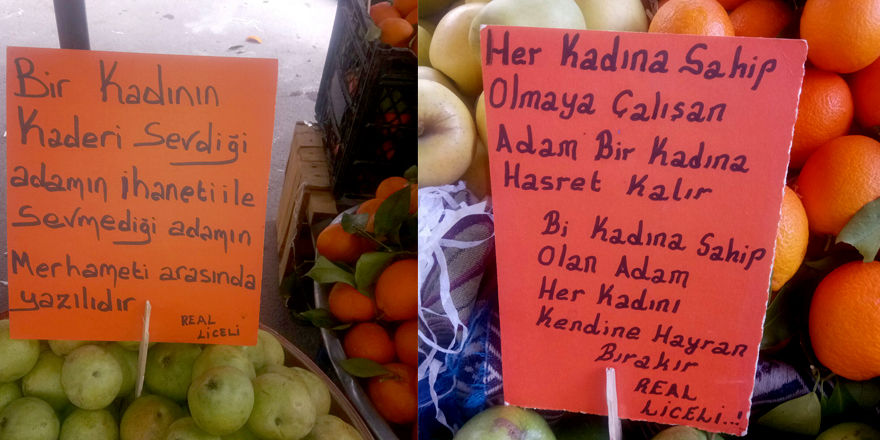 Bir Kadının
Kaderi Sevdiği
adamın ihaneti ile
sevmediği adamın
Merhameti arasında
yazılıdır
REAL
LİCELİ
Her Kadına Sahip
Olmaya Çalışan
Adam Bir Kadına
Hasret Kalır
Bi Kadına Sahip
Olan Adam
Her Kadını
Kendine Hayran
Bırakır
REAL
LİCELİ..!